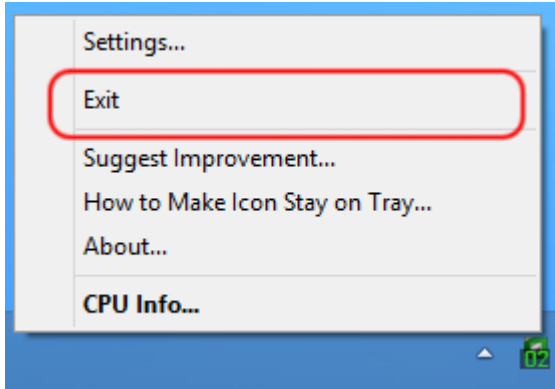 Settings...
Exit
Suggest Improvement...
How to Make Icon Stay on Tray...
About...
CPU Info...
02